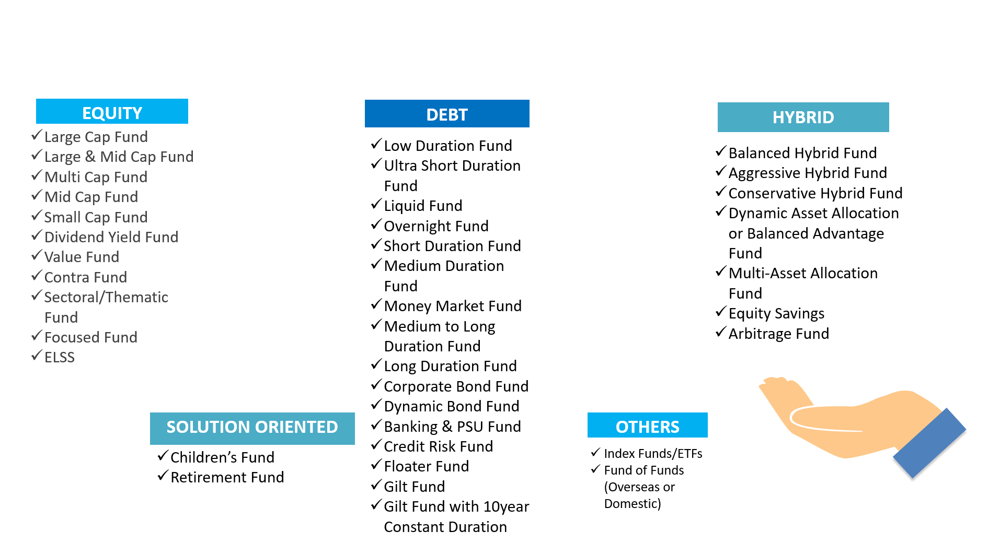 EQUITY
✓Large Cap Fund
✓Large & Mid Cap Fund
✓Multi Cap Fund
✓Mid Cap Fund
✓Small Cap Fund
✓Dividend Yield Fund
✓Value Fund
✓Contra Fund
✓Sectoral/Thematic
Fund
✓Focused Fund
✓ELSS
DEBT
✓Low Duration Fund
✓Ultra Short Duration
Fund
✓Liquid Fund
✓Overnight Fund
✓Short Duration Fund
✓Medium Duration
Fund
✓Money Market Fund
✓Medium to Long
Duration Fund
✓Long Duration Fund
✓Corporate Bond Fund
✓Dynamic Bond Fund
✓Banking & PSU Fund
✓Credit Risk Fund
✓Floater Fund
✓Gilt Fund
✓Gilt Fund with 10year
Constant Duration
HYBRID
✓Balanced Hybrid Fund
✓Aggressive Hybrid Fund
✓Conservative Hybrid Fund
✓Dynamic Asset Allocation
or Balanced Advantage
Fund
✓Multi-Asset Allocation
Fund
✓Equity Savings
✓Arbitrage Fund
SOLUTION ORIENTED
✓Children’s Fund
✓Retirement Fund
OTHERS
✓ Index Funds/ETFs
✓ Fund of Funds
(Overseas or
Domestic)